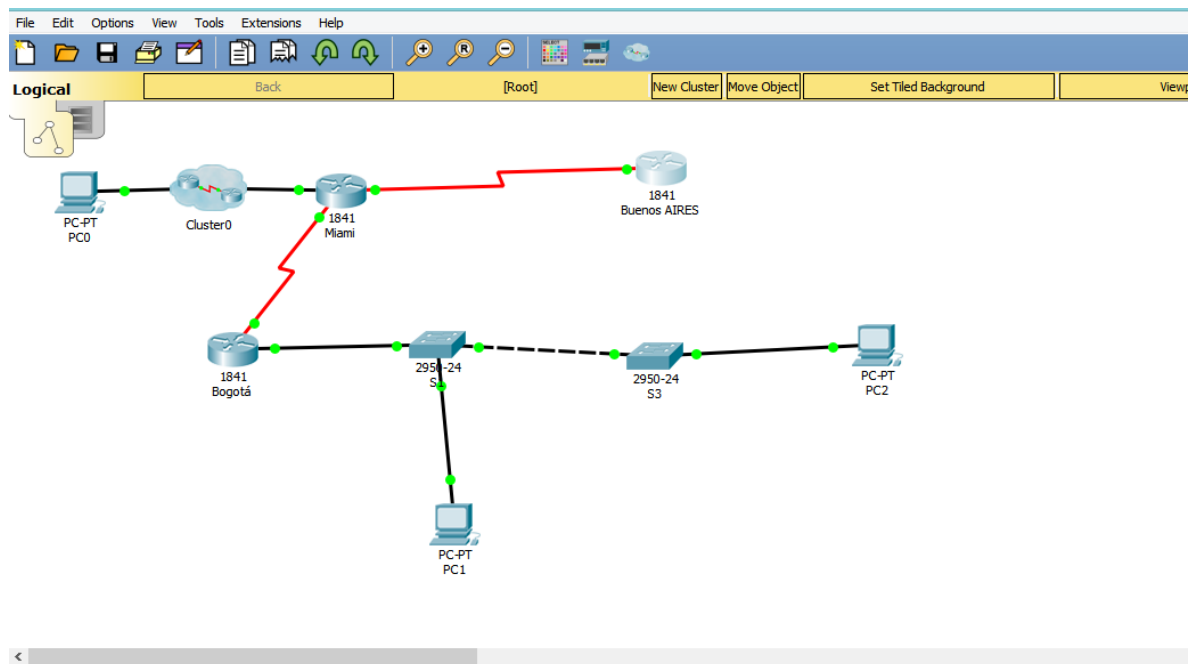 File Edit Options View Tools Extensions Help
Logical Back [Root] New Cluster Move Object Set Tiled Background
PC-PT
PC0
Cluster0
1841
Miami
1841
Buenos AIRES
1841
Bogotá
2950-24
2950-24
S3
PC-PT
PC2
PC-PT
PC1